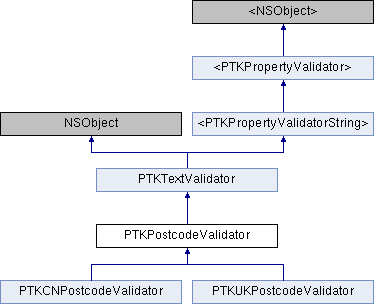 <NSObject>
<PTKPropertyValidator>
NSObject
<PTKPropertyValidatorString>
PTKTextValidator
PTKPostcodeValidator
PTKCNPostcodeValidator
PTKUKPostcodeValidator